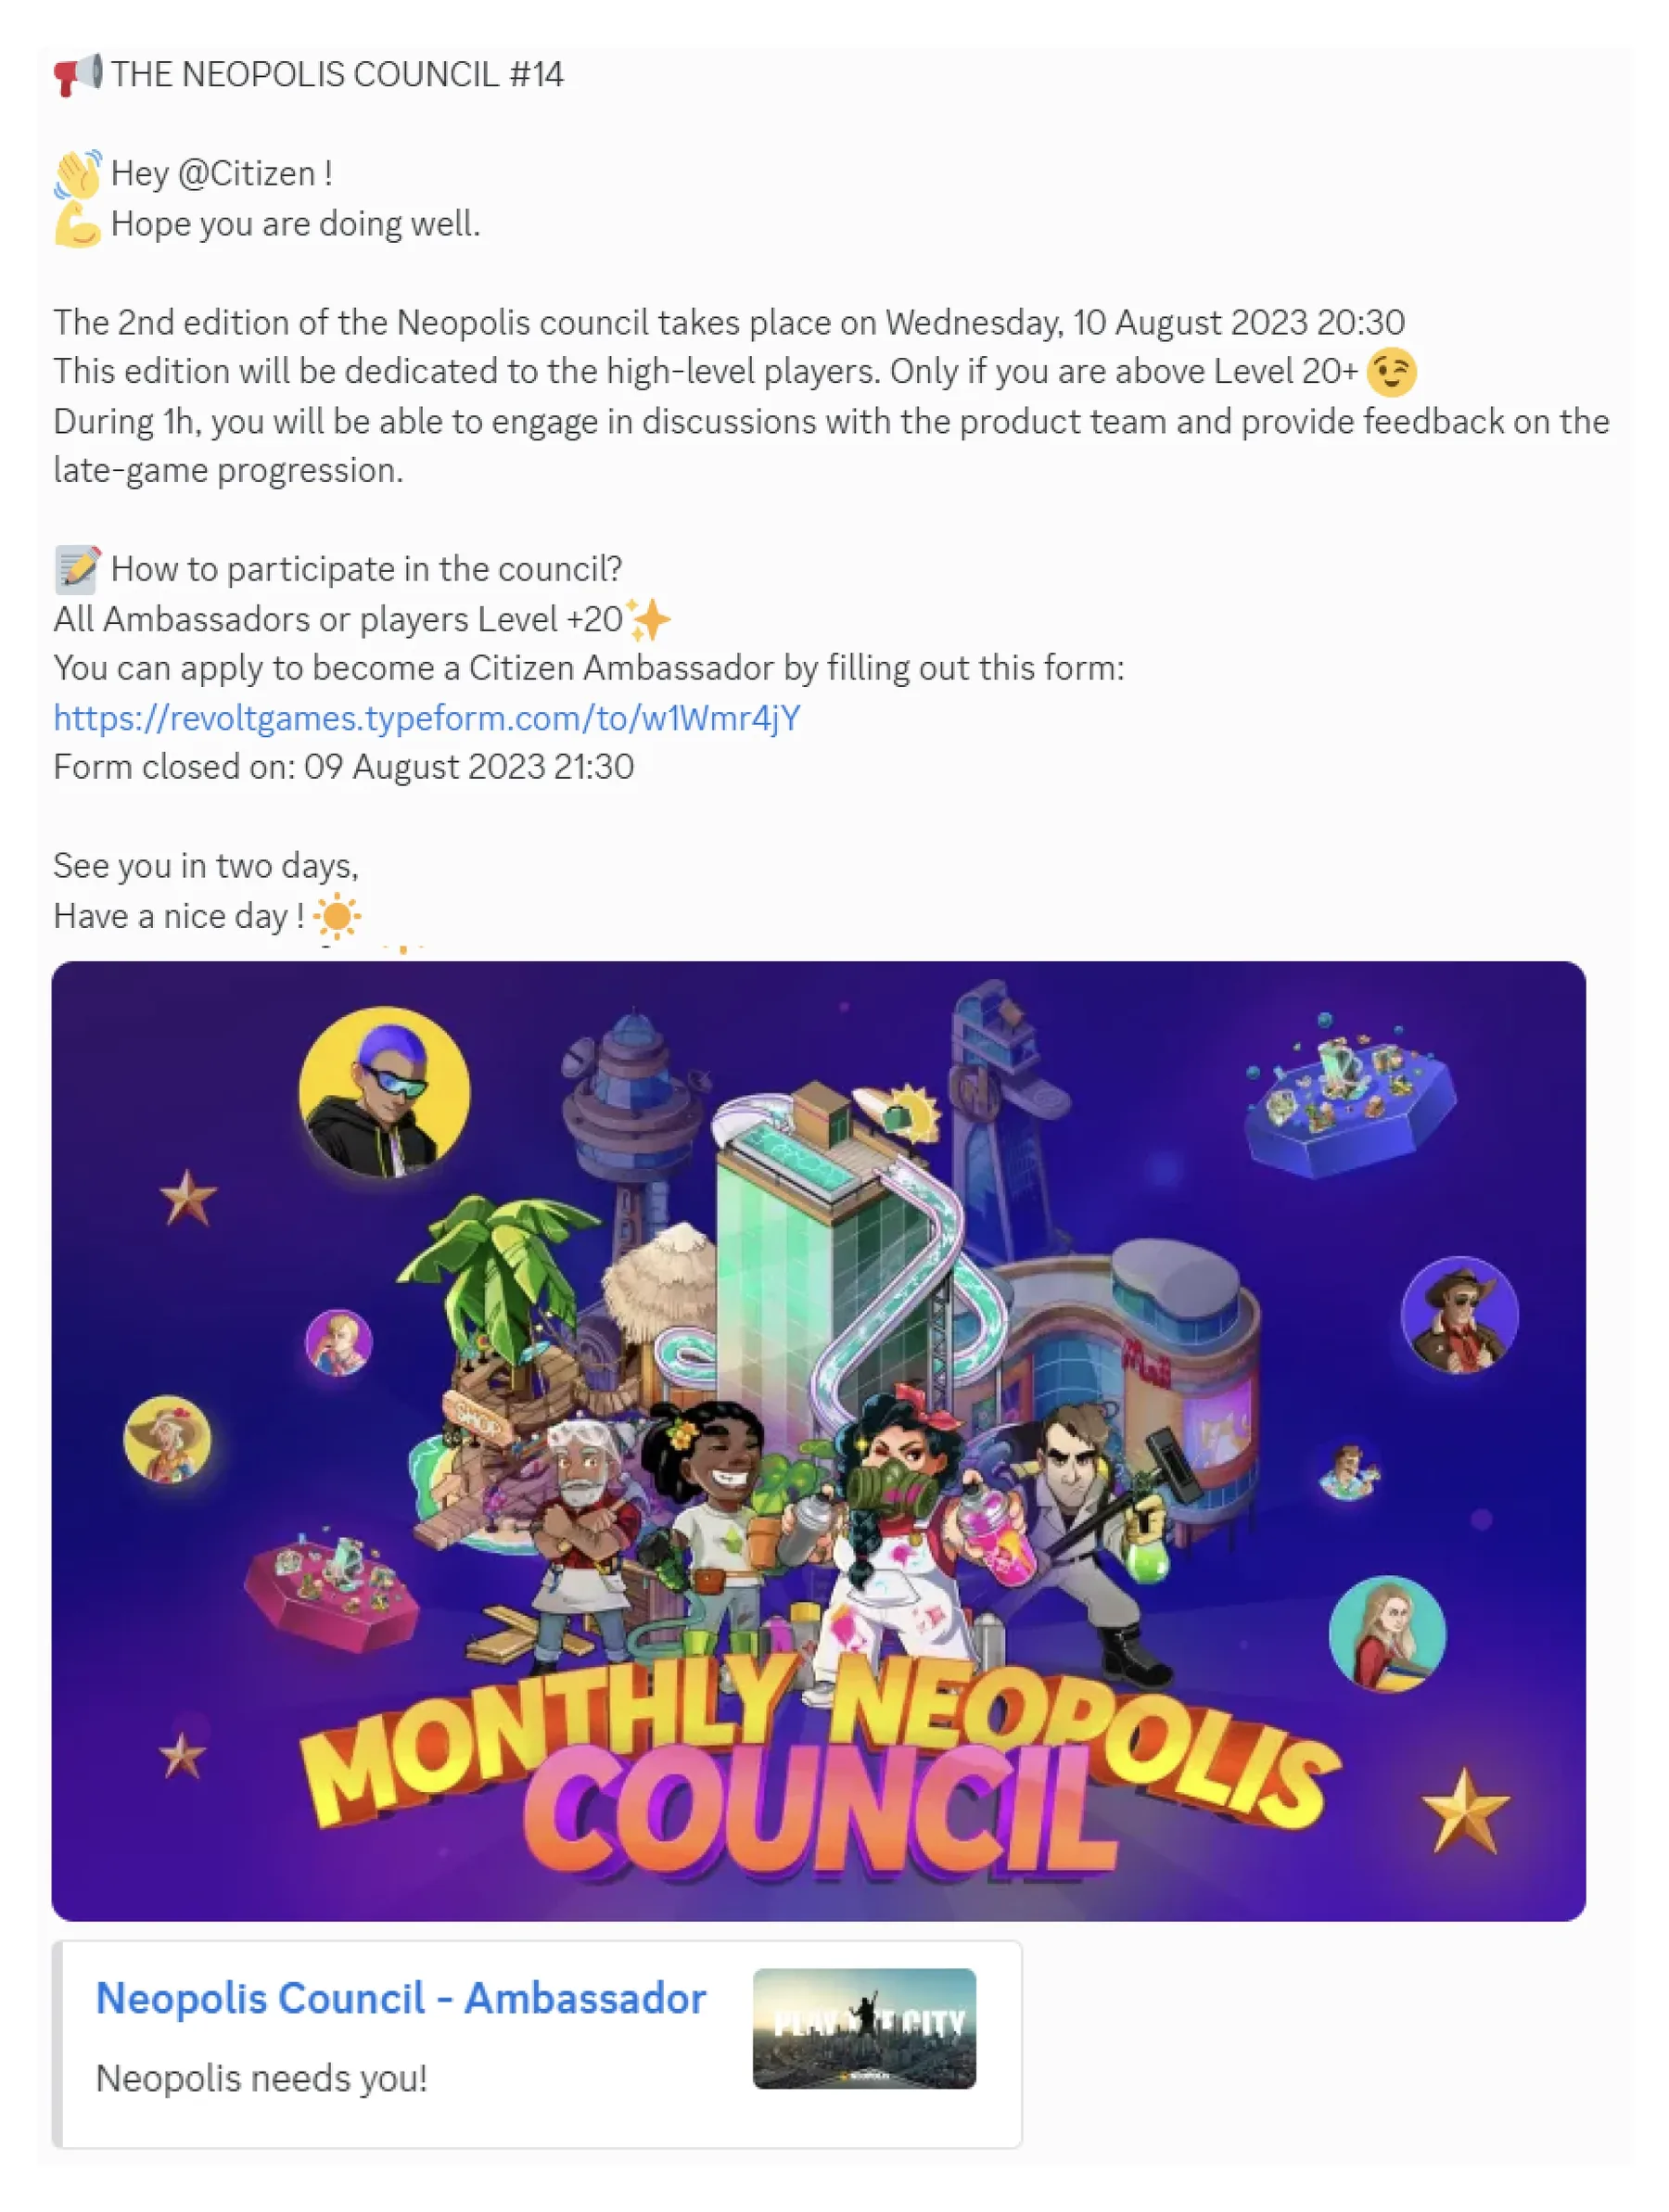 📢 THE NEOPOLIS COUNCIL #14
👋 Hey @Citizen !
💪 Hope you are doing well.
The 2nd edition of the Neopolis council takes place on Wednesday, 10 August 2023 20:30
This edition will be dedicated to the high-level players. Only if you are above Level 20+ 😉
During 1h, you will be able to engage in discussions with the product team and provide feedback on the
late-game progression.
📝 How to participate in the council?
All Ambassadors or players Level +20 ✨
You can apply to become a Citizen Ambassador by filling out this form:
https://revoltgames.typeform.com/to/w1Wmr4jY
Form closed on: 09 August 2023 21:30
See you in two days,
Have a nice day ! ☀️
Mall
SHOP
MONTHLY NEOPOLIS
COUNCIL
Neopolis Council - Ambassador
Neopolis needs you!
PLAY CITY